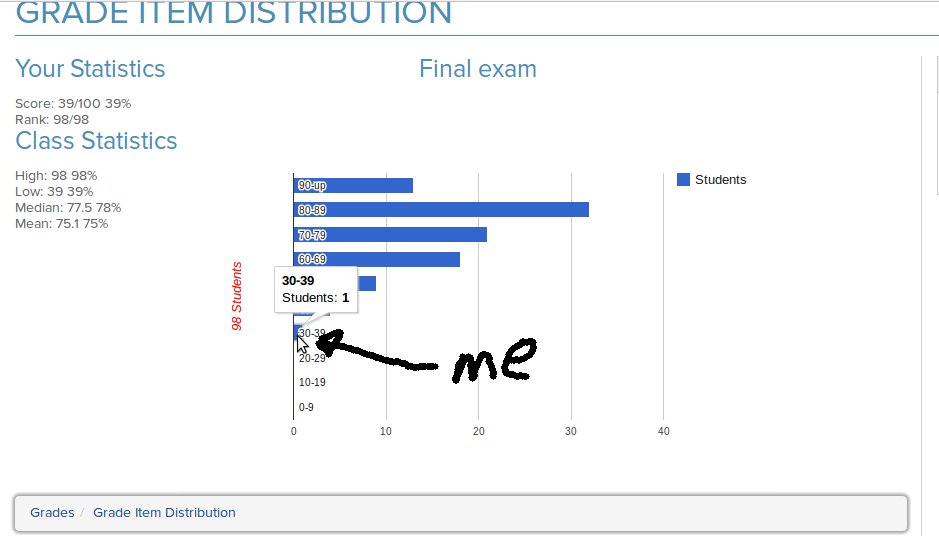 GRADE ITEM DISTRIBUTION
Your Statistics
Final exam
Score: 39/100 39%
Rank: 98/98
Class Statistics
High: 98 98%
Low: 39 39%
Median: 77.5 78%
Mean: 75.1 75%
Students
98 Students
90-up
80-89
70-79
60-69
30-39
Students: 1
30-39
me
20-29
10-19
0-9
0
10
20
30
40
Grades / Grade Item Distribution